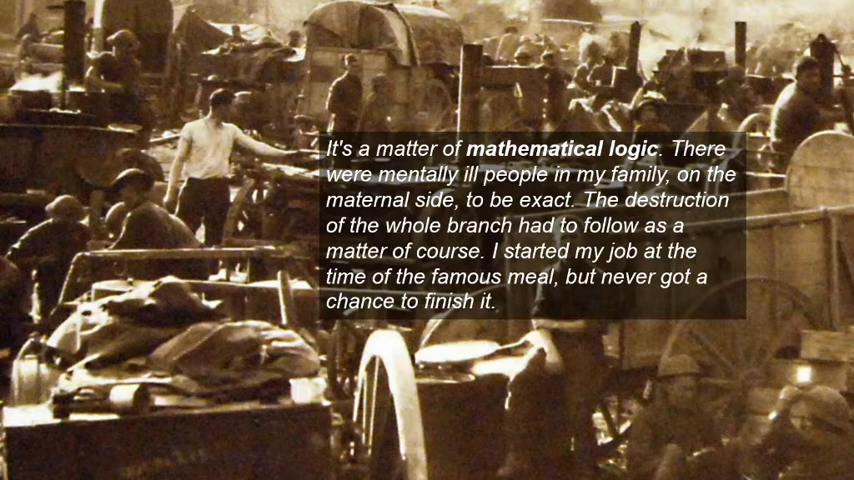 It's a matter of mathematical logic. There
were mentally ill people in my family, on the
maternal side, to be exact. The destruction
of the whole branch had to follow as a
matter of course. I started my job at the
time of the famous meal, but never got a
chance to finish it.